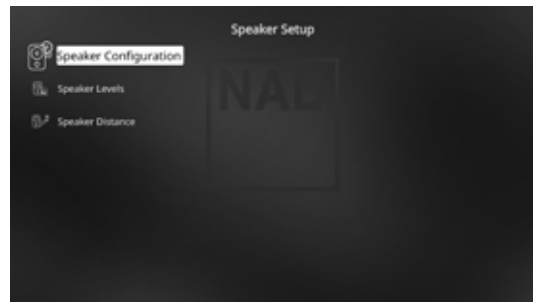 Speaker Setup
Speaker Configuration
NAD
Speaker Levels
Speaker Distance